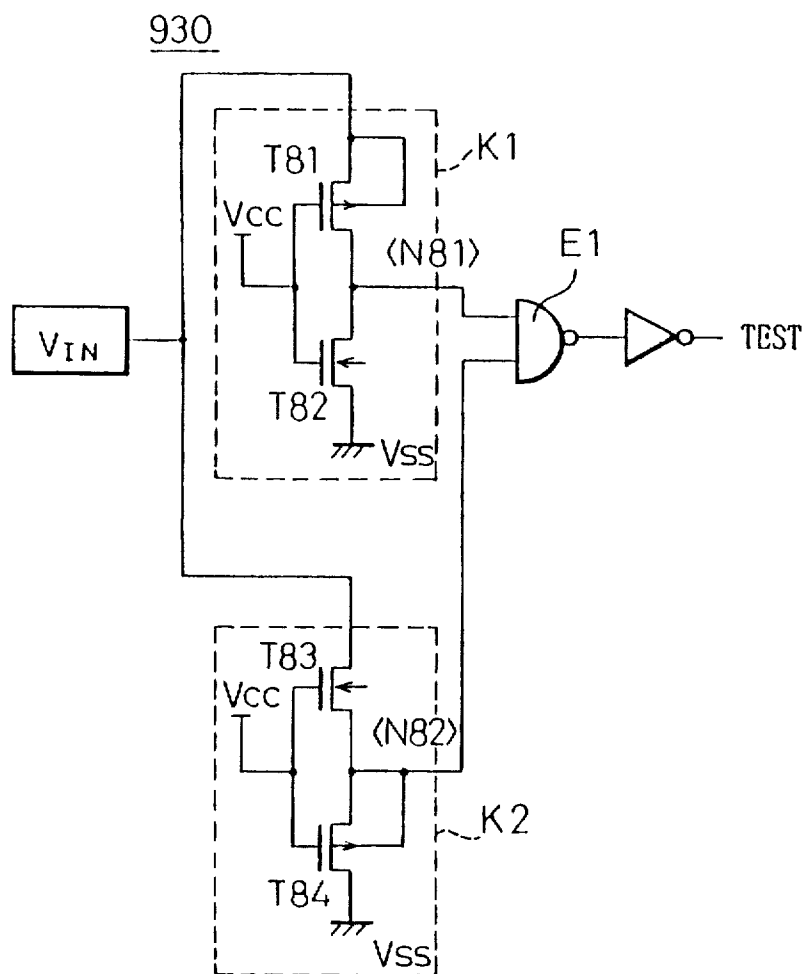 930
T81
K1
VCC
⟨N81⟩
E1
VIN
TEST
T82
VSS
T83
VCC
⟨N82⟩
K2
T84
VSS